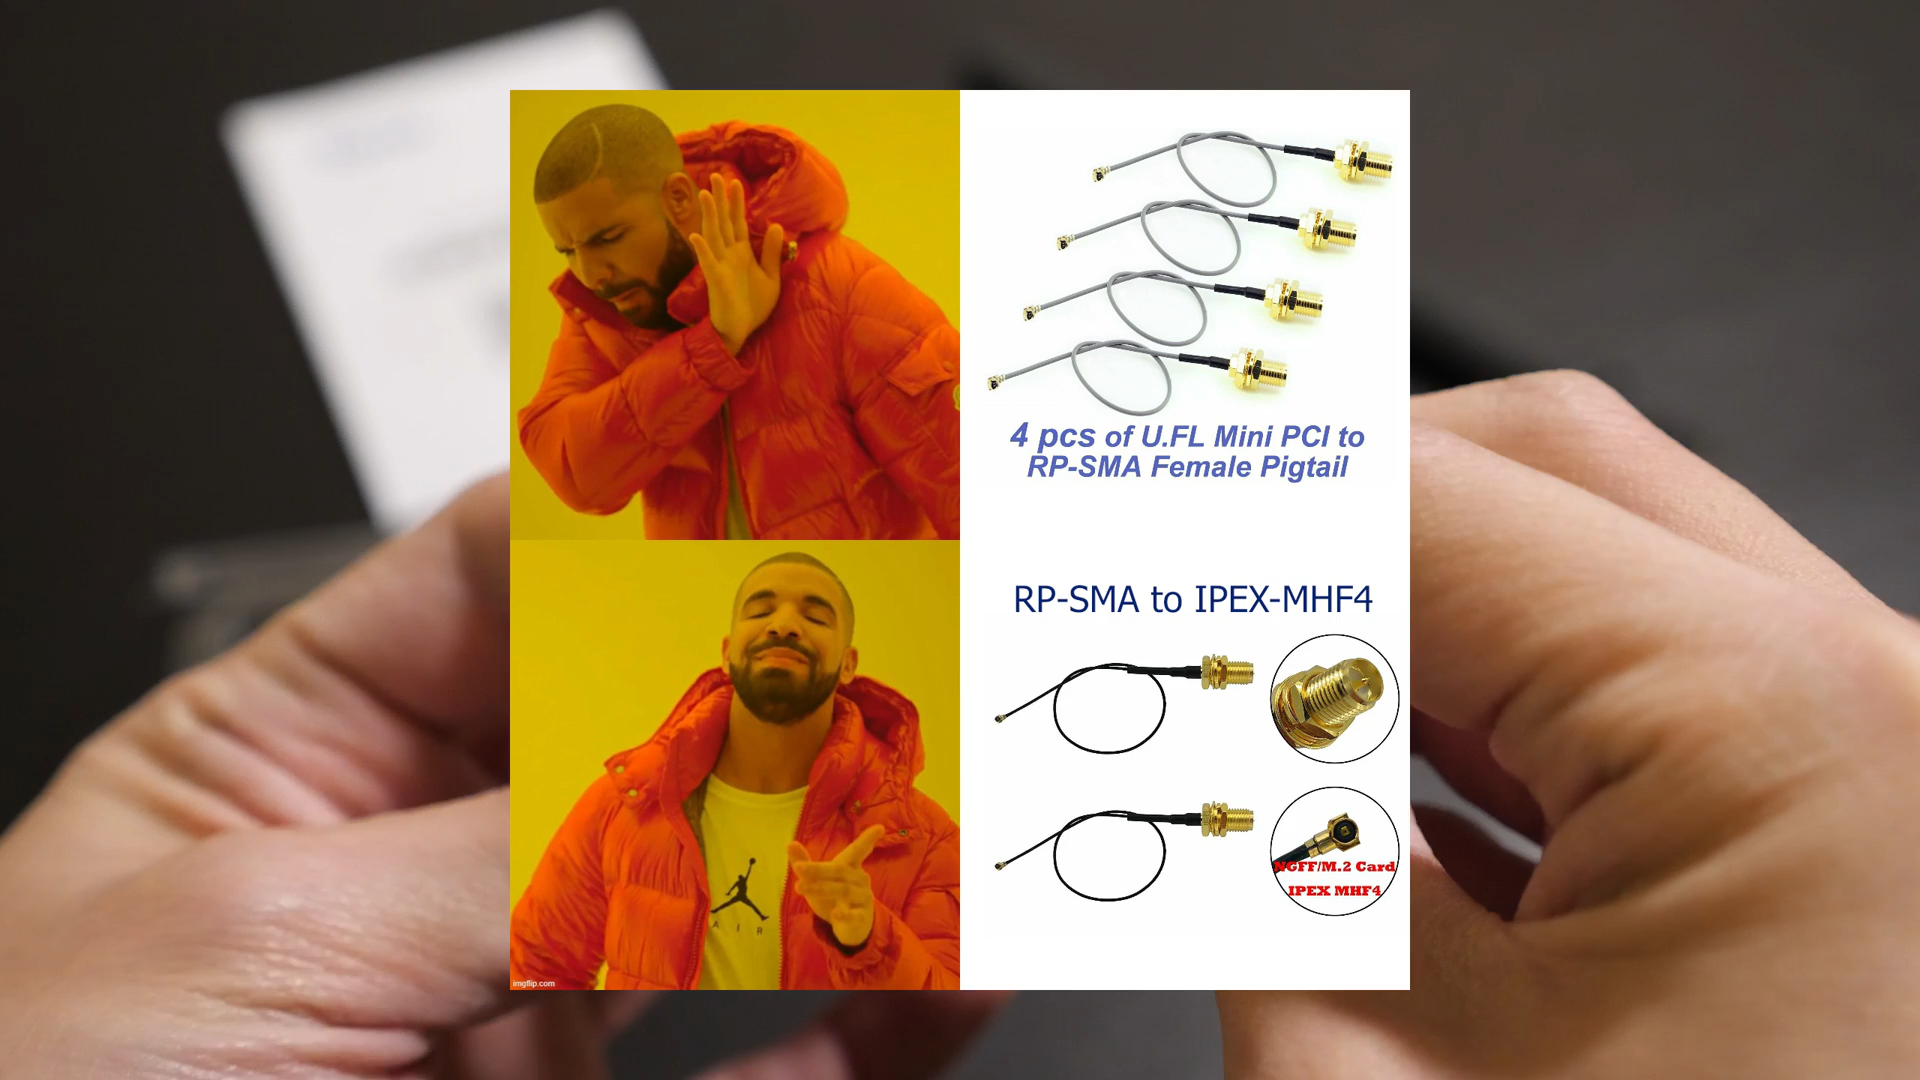 4 pcs of U.FL Mini PCI to
RP-SMA Female Pigtail
RP-SMA to IPEX-MHF4
NGFF/M.2 Card
IPEX MHF4
AIR
imgflip.com